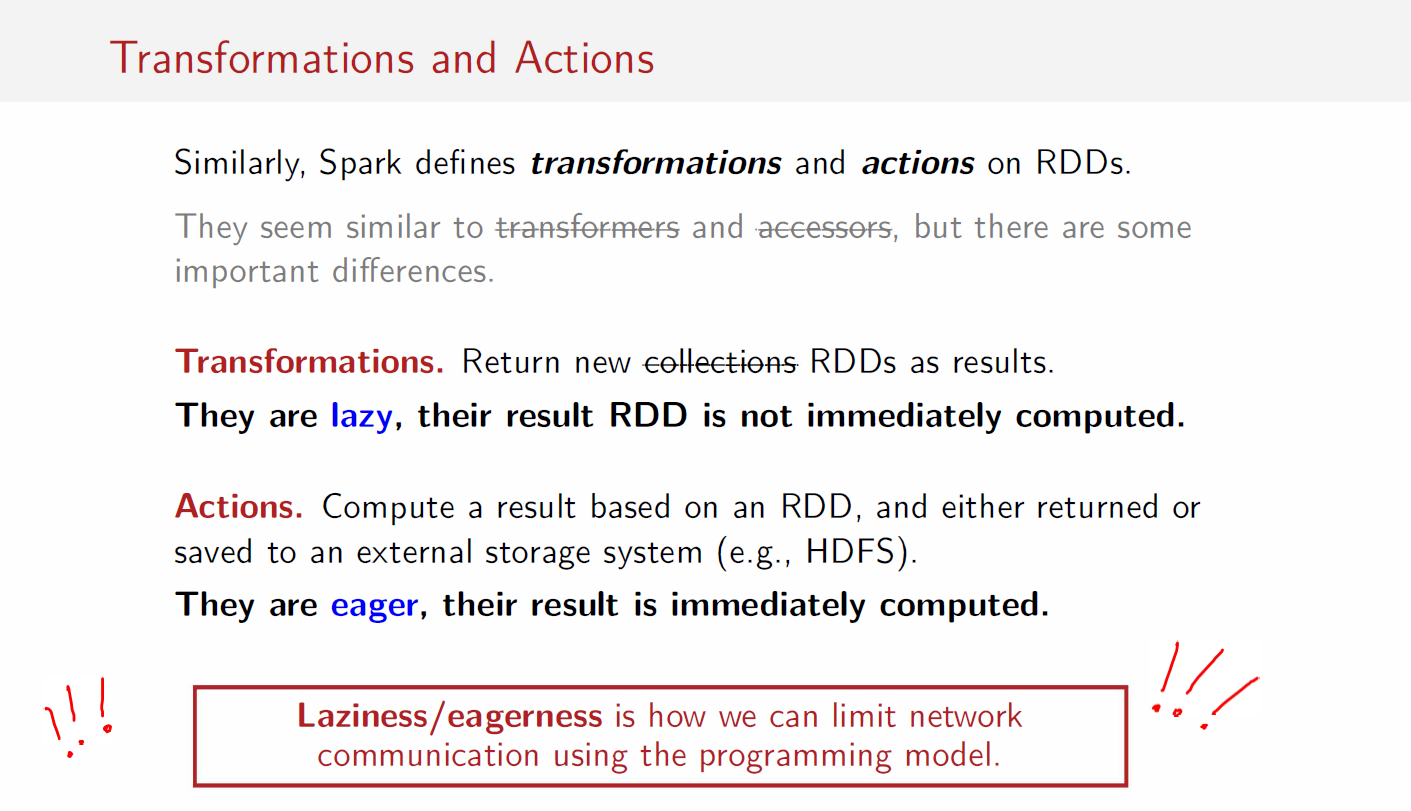 Transformations and Actions
Similarly, Spark defines transformations and actions on RDDs.
They seem similar to transformers and accessors, but there are some
important differences.
Transformations. Return new collections RDDs as results.
They are lazy, their result RDD is not immediately computed.
Actions. Compute a result based on an RDD, and either returned or
saved to an external storage system (e.g., HDFS).
They are eager, their result is immediately computed.
!!!
!!!
Laziness/eagerness is how we can limit network
communication using the programming model.